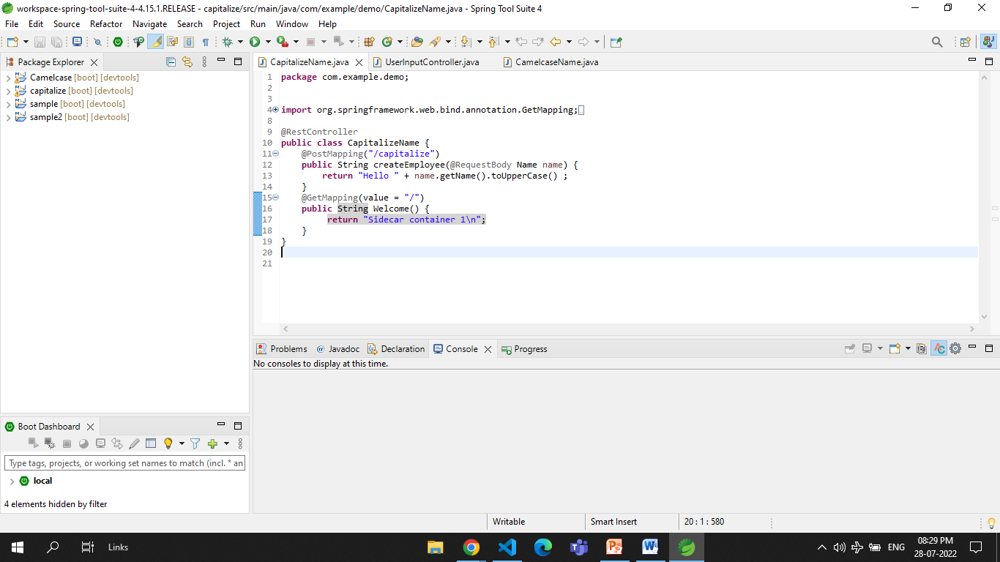 workspace-spring-tool-suite-4-4.15.1.RELEASE - capitalize/src/main/java/com/example/demo/CapitalizeName.java - Spring Tool Suite 4
File Edit Source Refactor Navigate Search Project Run Window Help
Package Explorer
Camelcase [boot] [devtools]
capitalize [boot] [devtools]
sample [boot] [devtools]
sample2 [boot] [devtools]
CapitalizeName.java UserInputController.java CamelcaseName.java
1 package com.example.demo;
2
3
4 import org.springframework.web.bind.annotation.GetMapping;
8
9 @RestController
10 public class CapitalizeName {
11 @PostMapping("/capitalize")
12 public String createEmployee(@RequestBody Name name) {
13 return "Hello " + name.getName().toUpperCase() ;
14 }
15 @GetMapping(value = "/")
16 public String Welcome() {
17 return "Sidecar container 1\n";
18 }
19 }
20
21
Problems @ Javadoc Declaration Console Progress
No consoles to display at this time.
Boot Dashboard
Type tags, projects, or working set names to match (incl. * an
local
4 elements hidden by filter
Writable Smart Insert 20 : 1 : 580
Links
ENG
08:29 PM
28-07-2022